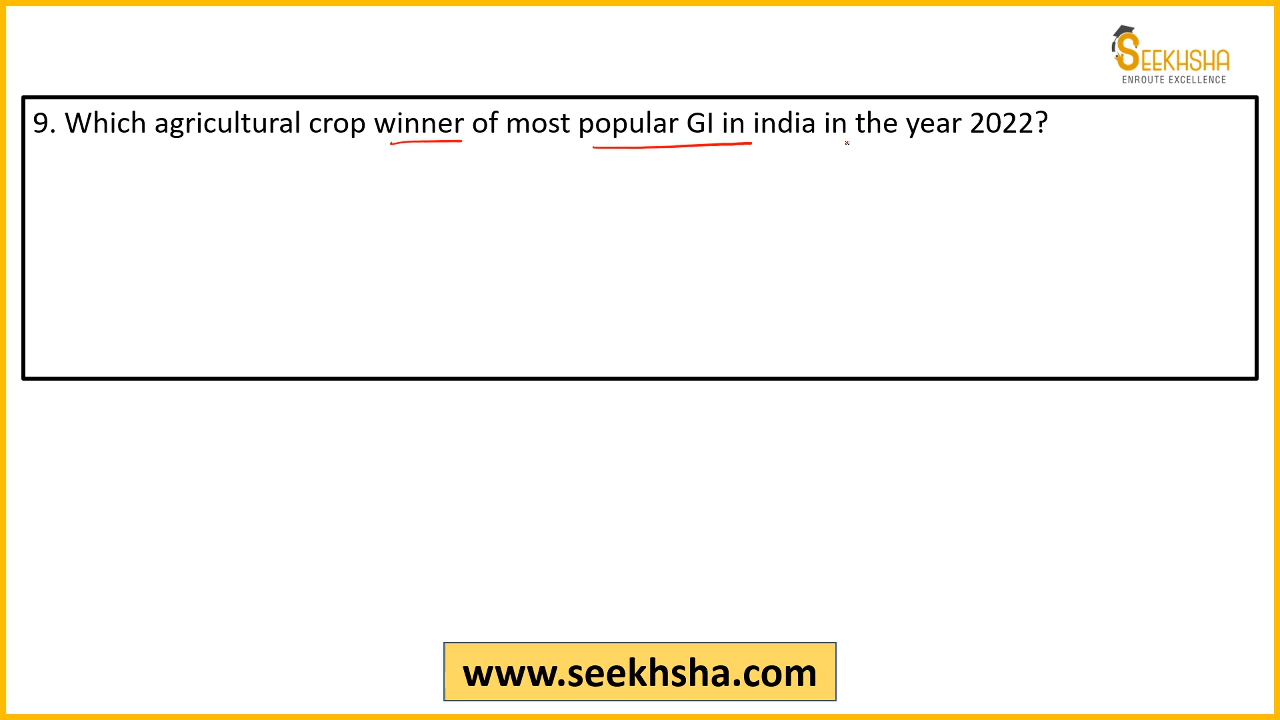 SEEKHSHA
ENROUTE EXCELLENCE
9. Which agricultural crop winner of most popular GI in india in the year 2022?
www.seekhsha.com